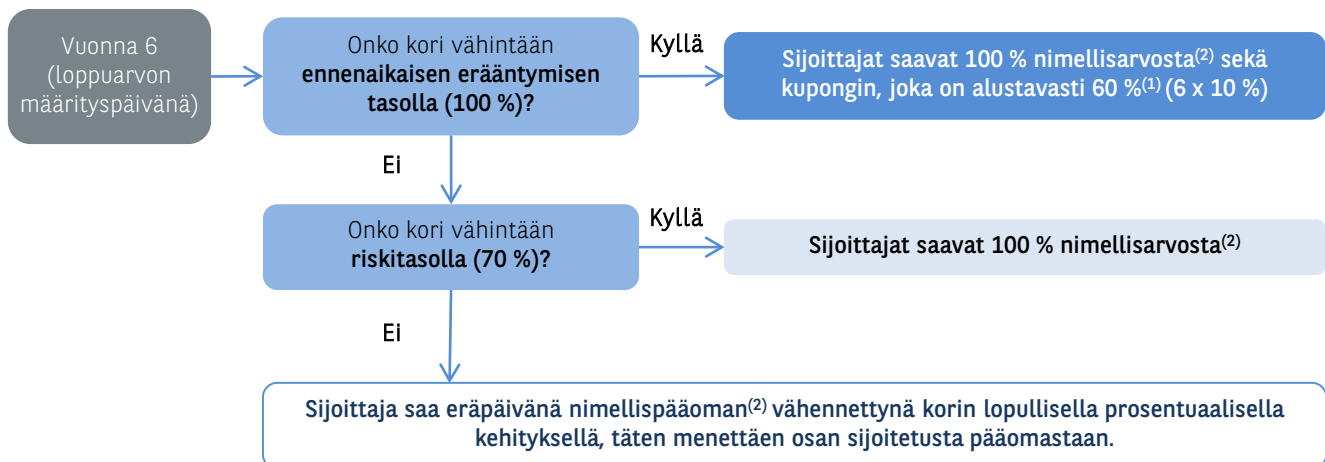 Vuonna 6
(loppuarvon
määrityspäivänä)
Onko kori vähintään
ennenaikaisen erääntymisen
tasolla (100 %)?
Kyllä
Sijoittajat saavat 100 % nimellisarvosta(2) sekä
kupongin, joka on alustavasti 60 %(1) (6 x 10 %)
Ei
Onko kori vähintään
riskitasolla (70 %)?
Kyllä
Sijoittajat saavat 100 % nimellisarvosta(2)
Ei
Sijoittaja saa eräpäivänä nimellispääoman(2) vähennettynä korin lopullisella prosentuaalisella
kehityksellä, täten menettäen osan sijoitetusta pääomastaan.